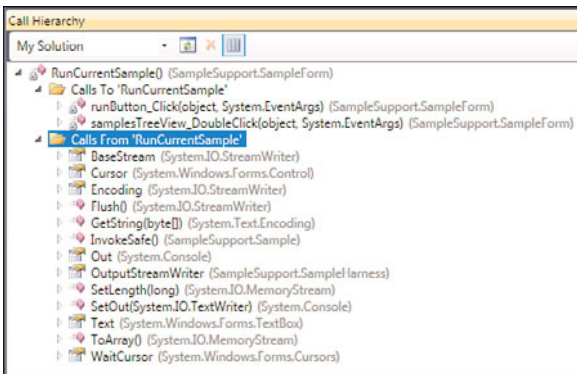 Call Hierarchy
My Solution
RunCurrentSample() (SampleSupport.SampleForm)
Calls To 'RunCurrentSample'
runButton_Click(object, System.EventArgs) (SampleSupport.SampleForm)
samplesTreeView_DoubleClick(object, System.EventArgs) (SampleSupport.SampleForm)
Calls From 'RunCurrentSample'
BaseStream (System.IO.StreamWriter)
Cursor (System.Windows.Forms.Control)
Encoding (System.IO.StreamWriter)
Flush() (System.IO.StreamWriter)
GetString(byte[]) (System.Text.Encoding)
InvokeSafe() (SampleSupport.Sample)
Out (System.Console)
OutputStreamWriter (SampleSupport.SampleHarness)
SetLength(long) (System.IO.MemoryStream)
SetOut(System.IO.TextWriter) (System.Console)
Text (System.Windows.Forms.TextBox)
ToArray() (System.IO.MemoryStream)
WaitCursor (System.Windows.Forms.Cursors)